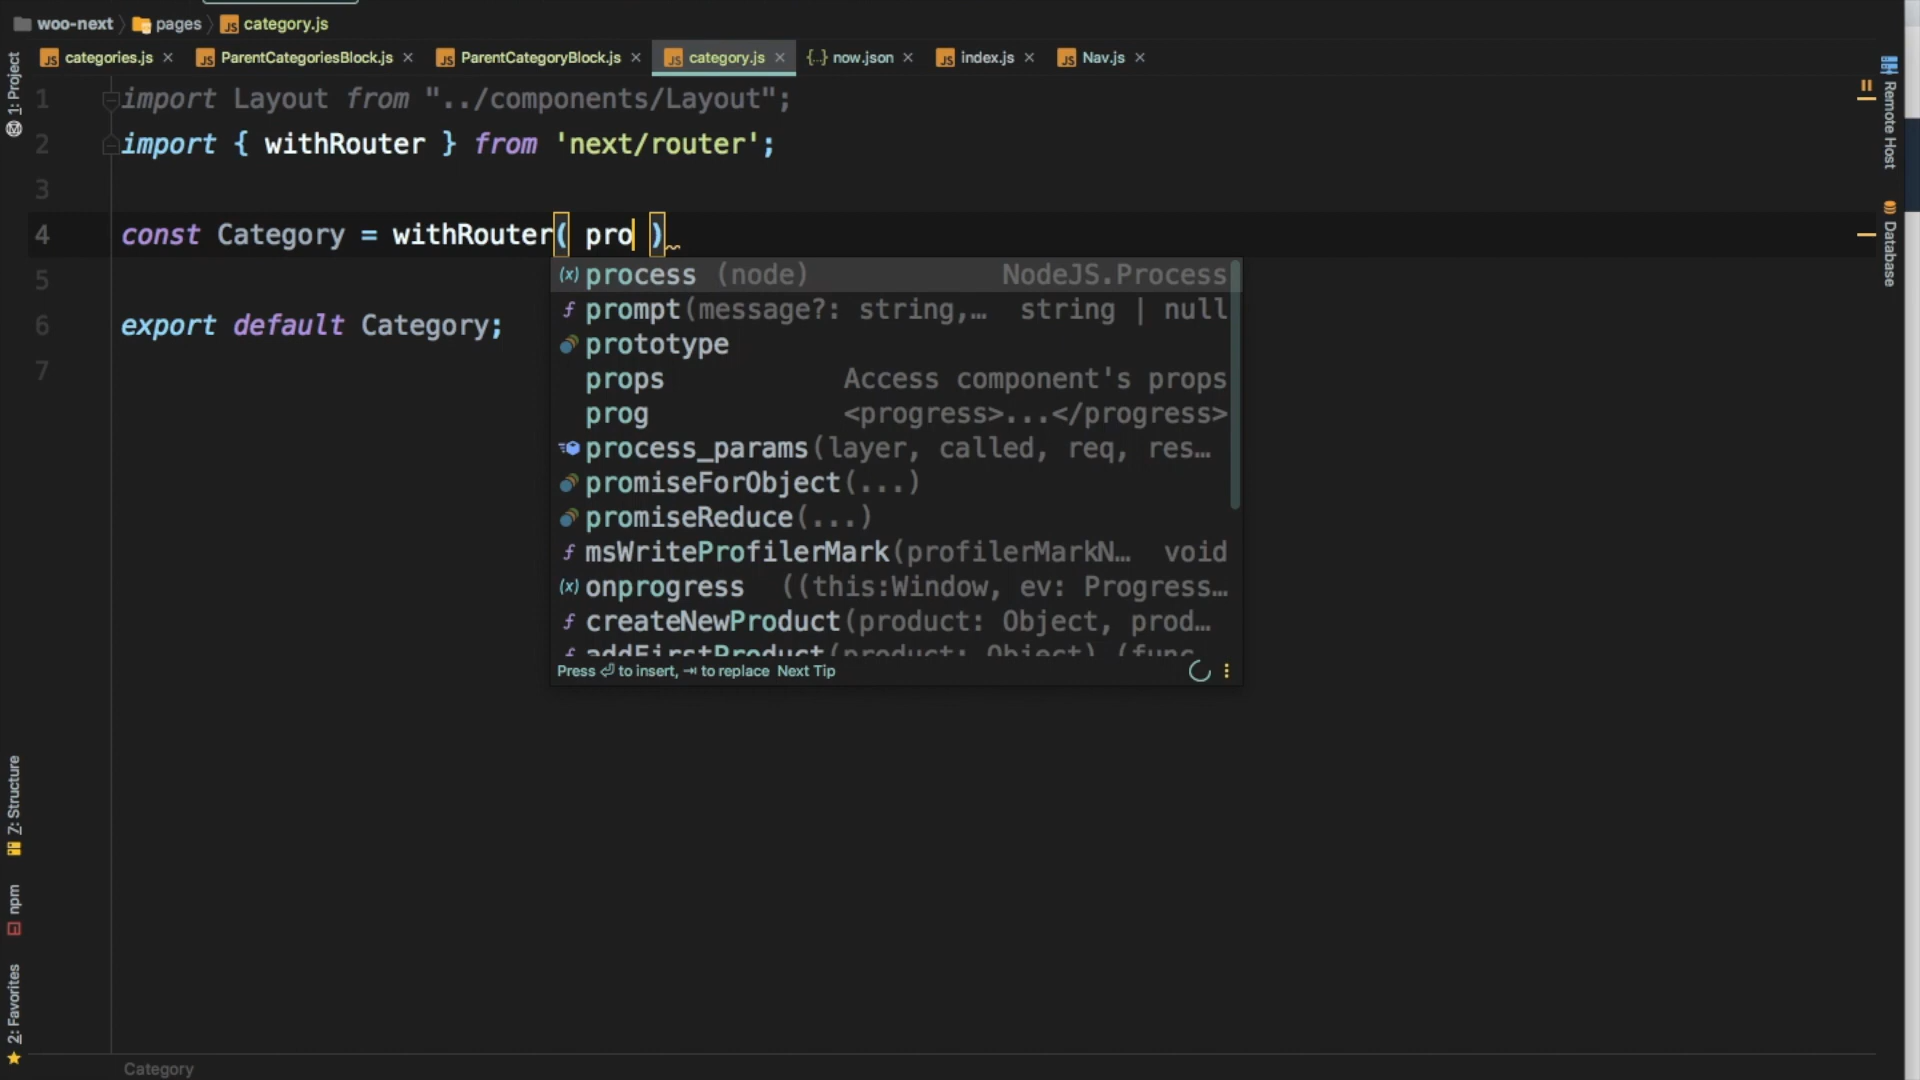 woo-next pages category.js
categories.js ParentCategoriesBlock.js ParentCategoryBlock.js category.js now.json index.js Nav.js
1: Project
Remote Host
Database
1 import Layout from "../components/Layout";
2 import { withRouter } from 'next/router';
3
4 const Category = withRouter( pro )
5
6 export default Category;
7
process (node) NodeJS.Process
prompt(message?: string,… string | null
prototype
props Access component's props
prog <progress>...</progress>
process_params(layer, called, req, res…
promiseForObject(...)
promiseReduce(...)
msWriteProfilerMark(profilerMarkN… void
onprogress ((this:Window, ev: Progress…
createNewProduct(product: Object, prod…
addFirstProduct(product: Object) (func
Press ⏎ to insert, ⇥ to replace Next Tip
Z: Structure
npm
2: Favorites
Category